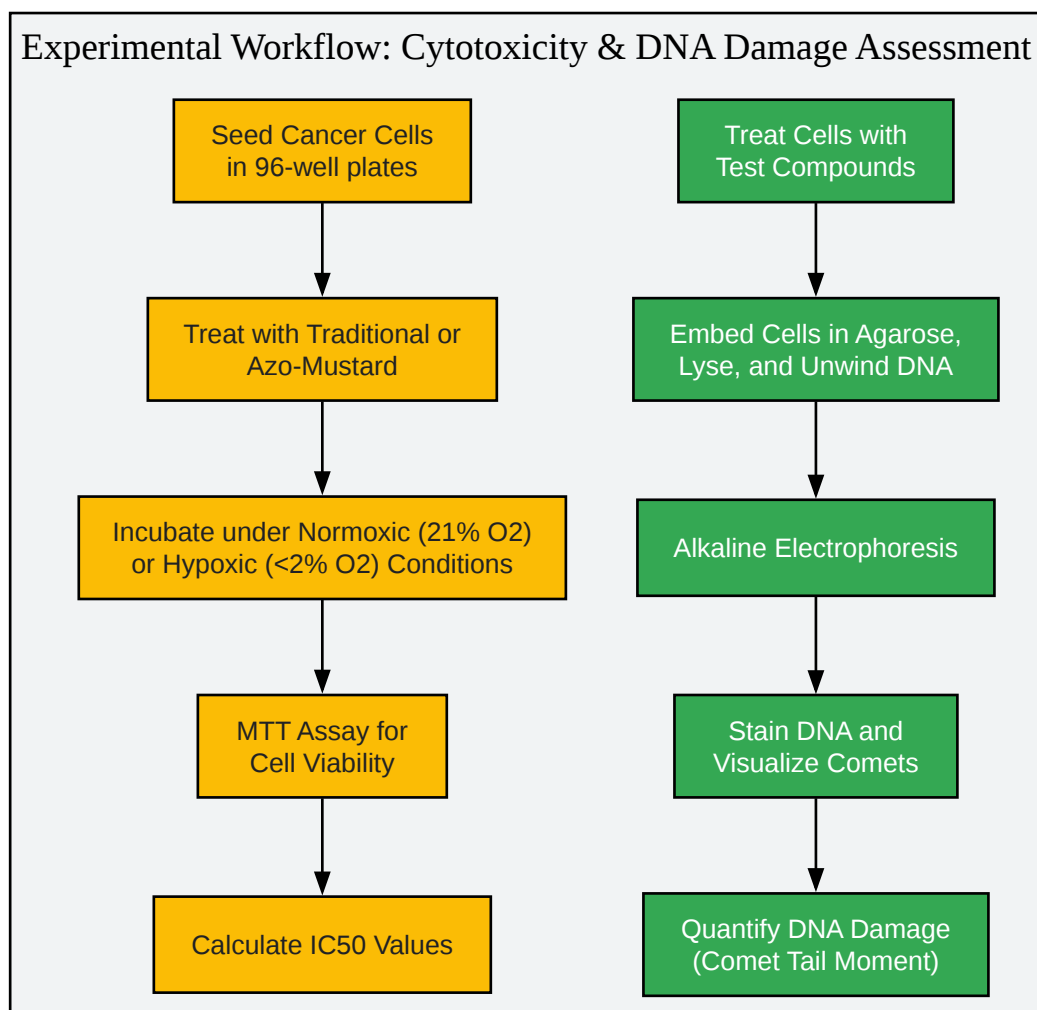 Experimental Workflow: Cytotoxicity & DNA Damage Assessment
Seed Cancer Cells
in 96-well plates
Treat with Traditional or
Azo-Mustard
Incubate under Normoxic (21% O2)
or Hypoxic (<2% O2) Conditions
MTT Assay for
Cell Viability
Calculate IC50 Values
Treat Cells with
Test Compounds
Embed Cells in Agarose,
Lyse, and Unwind DNA
Alkaline Electrophoresis
Stain DNA and
Visualize Comets
Quantify DNA Damage
(Comet Tail Moment)